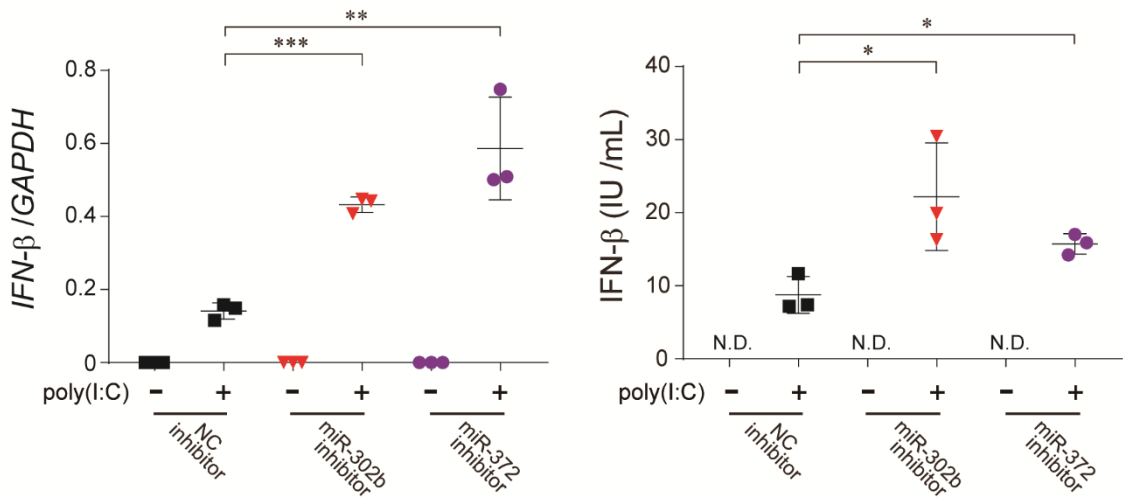 **
***
0.8
0.6
0.4
0.2
0
IFN-β /GAPDH
poly(I:C)
- + - + - +
NC
inhibitor
miR-302b
inhibitor
miR-372
inhibitor
*
*
40
30
20
10
0
IFN-β (IU /mL)
N.D. N.D. N.D.
poly(I:C)
- + - + - +
NC
inhibitor
miR-302b
inhibitor
miR-372
inhibitor